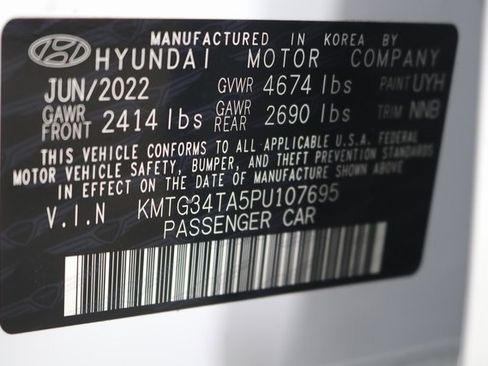 MANUFACTURED IN KOREA BY
HYUNDAI MOTOR COMPANY
JUN/2022 GVWR 4674 lbs PAINT UYH
GAWR FRONT 2414 lbs GAWR REAR 2690 lbs TRIM NNB
THIS VEHICLE CONFORMS TO ALL APPLICABLE U.S.A. FEDERAL
MOTOR VEHICLE SAFETY, BUMPER, AND THEFT PREVENTION STANDARDS
IN EFFECT ON THE DATE OF MANUFACTURE SHOWN ABOVE.
V.I.N KMTG34TA5PU107695
PASSENGER CAR